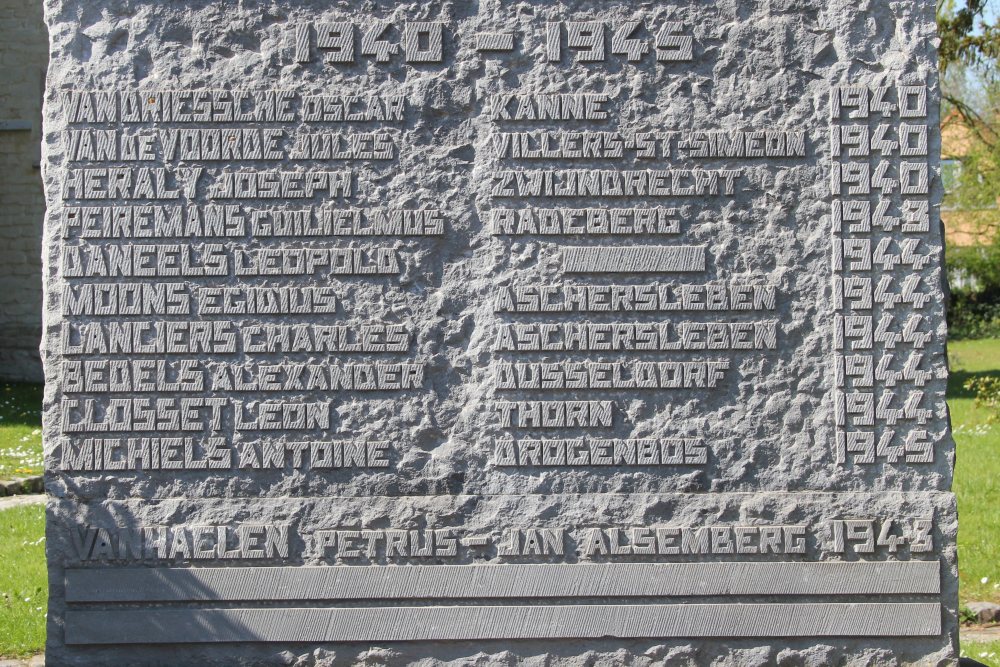 1940 - 1945
VAN DRIESSCHE OSCAR KANNE 1940
VAN DE VOORDE JULES VILLERS-ST-SIMEON 1940
HERALY JOSEPH ZWIJNDRECHT 1940
PEIREMANS GUILIELMUS RADEBERG 1943
DANEELS LEOPOLD 1944
MOONS EGIDIUS ASCHERSLEBEN 1944
LANCIERS CHARLES ASCHERSLEBEN 1944
BEDELS ALEXANDER DUSSELDORF 1944
CLOSSET LEON THORN 1944
MICHIELS ANTOINE DROGENBOS 1945
VANHAELEN PETRUS - JAN ALSEMBERG 1943